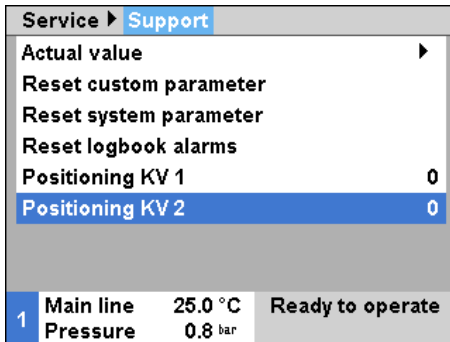 Service ▶ Support
Actual value ▶
Reset custom parameter
Reset system parameter
Reset logbook alarms
Positioning KV 1 0
Positioning KV 2 0
1 Main line 25.0 °C Ready to operate
Pressure 0.8 bar